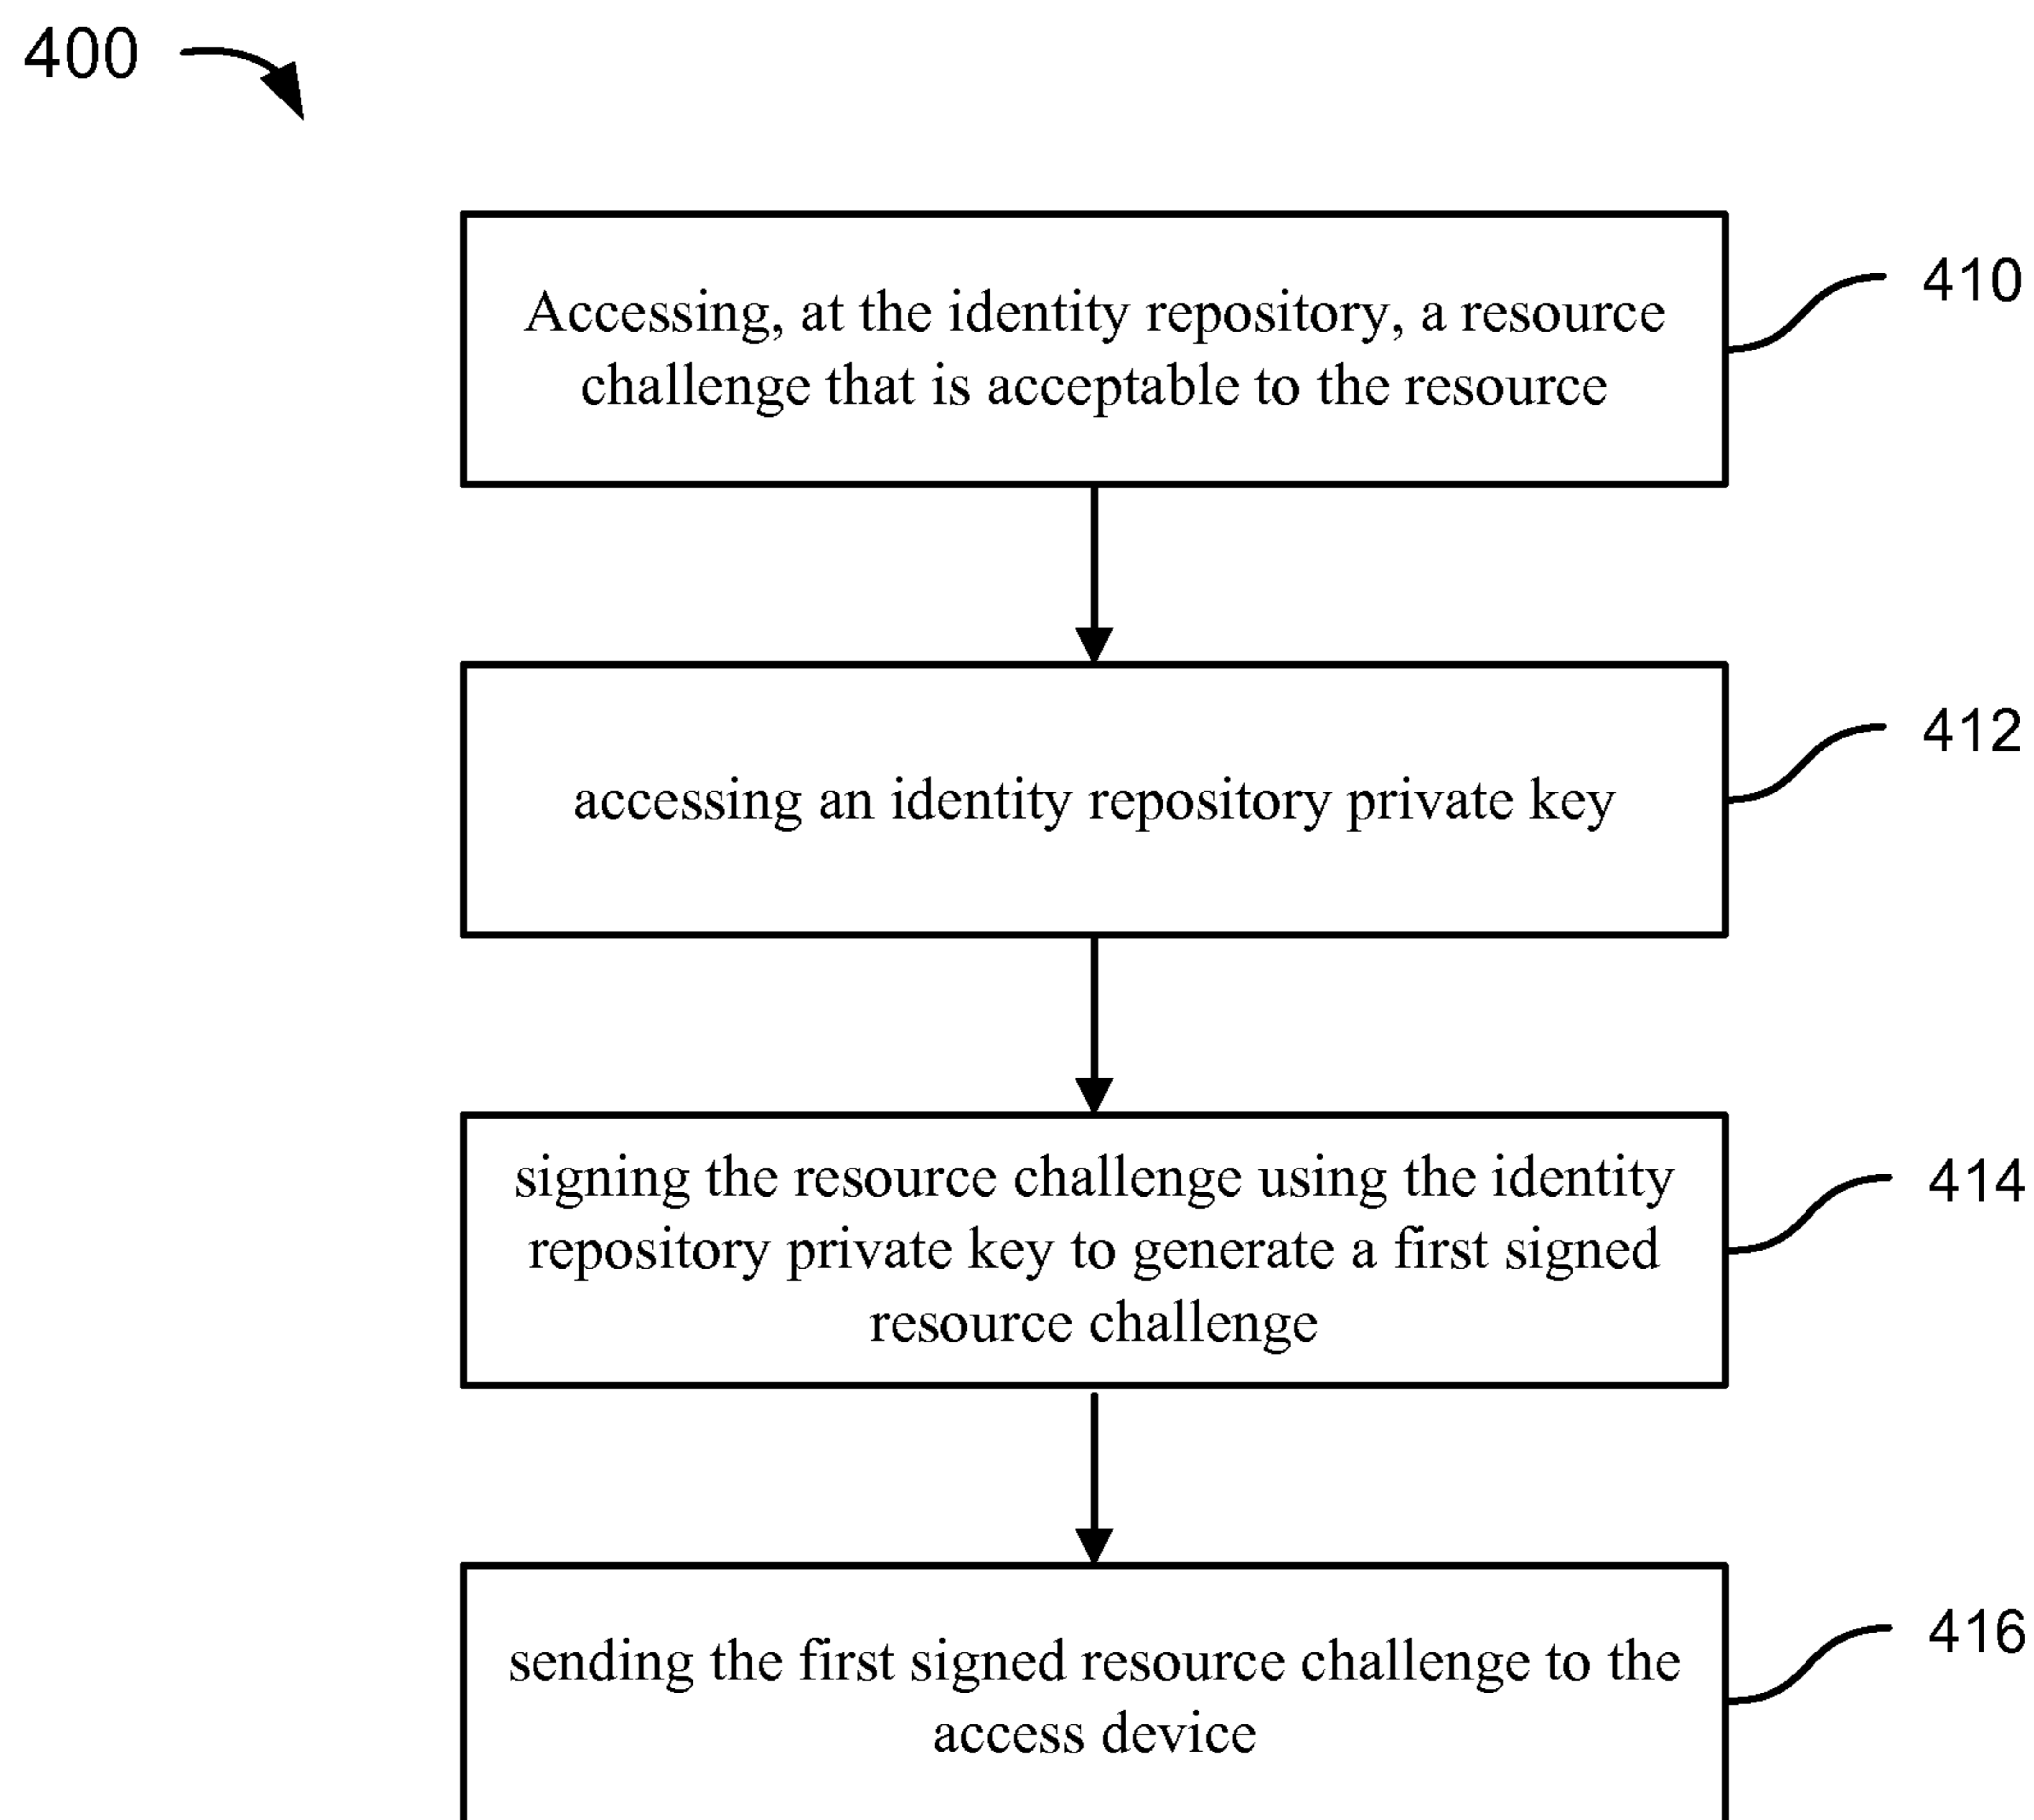 400
Accessing, at the identity repository, a resource
challenge that is acceptable to the resource
410
accessing an identity repository private key
412
signing the resource challenge using the identity
repository private key to generate a first signed
resource challenge
414
sending the first signed resource challenge to the
access device
416